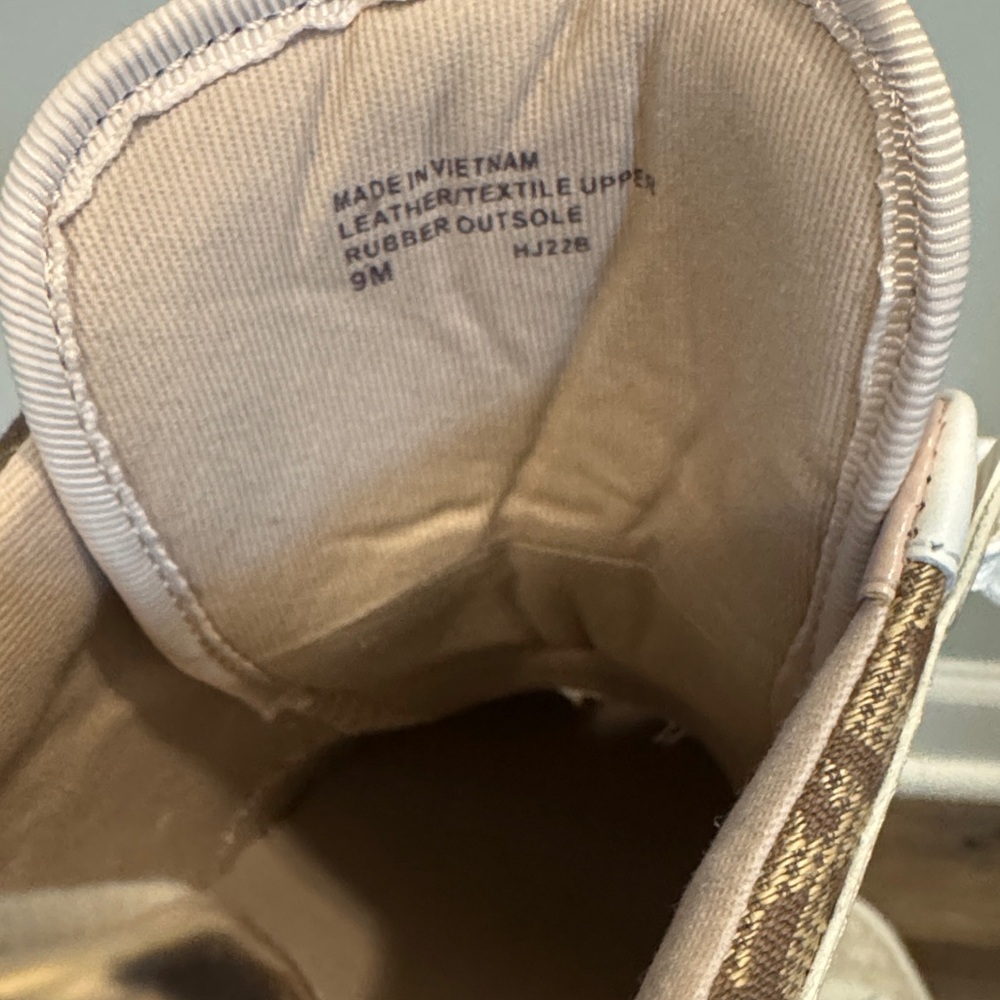 MADE IN VIETNAM
LEATHER/TEXTILE UPPER
RUBBER OUTSOLE
HJ22B
9M